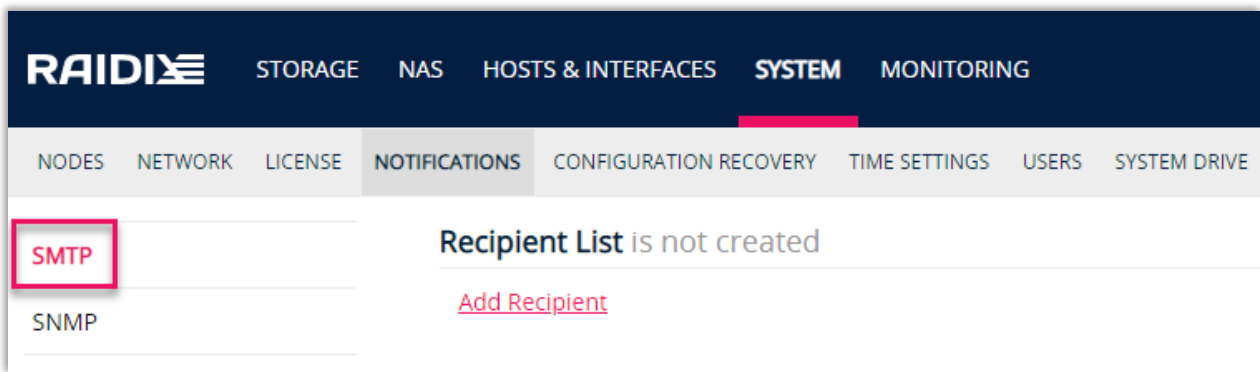 RAIDIX STORAGE NAS HOSTS & INTERFACES SYSTEM MONITORING
NODES NETWORK LICENSE NOTIFICATIONS CONFIGURATION RECOVERY TIME SETTINGS USERS SYSTEM DRIVE
SMTP
SNMP
Recipient List is not created
Add Recipient